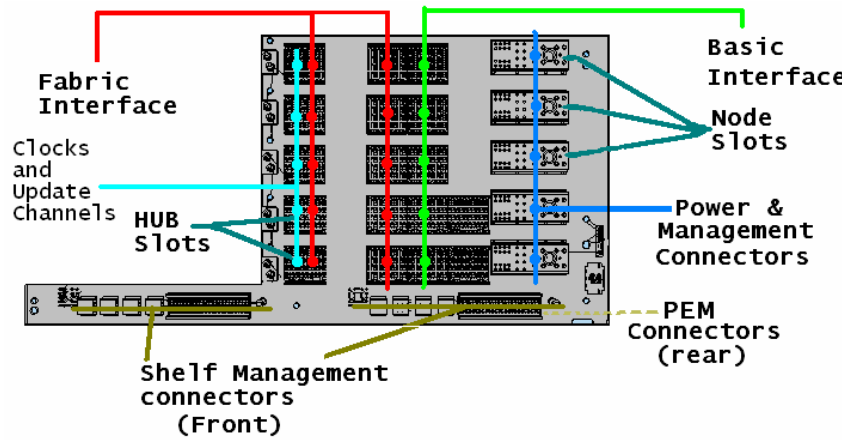 Fabric
Interface
Clocks
and
Update
Channels
HUB
Slots
Basic
Interface
Node
Slots
Power &
Management
Connectors
PEM
Connectors
(rear)
Shelf Management
connectors
(Front)